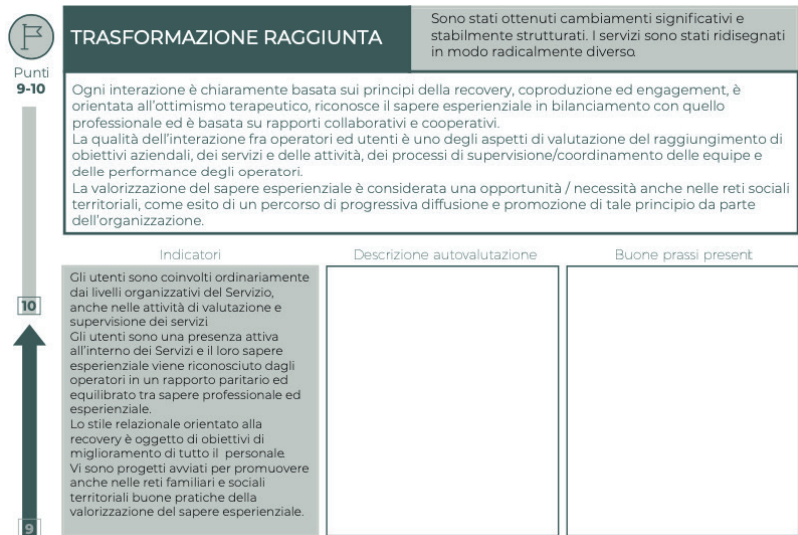 TRASFORMAZIONE RAGGIUNTA
Sono stati ottenuti cambiamenti significativi e
stabilmente strutturati. I servizi sono stati ridisegnati
in modo radicalmente diverso.
Punti
9-10
Ogni interazione è chiaramente basata sui principi della recovery, coproduzione ed engagement, è
orientata all'ottimismo terapeutico, riconosce il sapere esperienziale in bilanciamento con quello
professionale ed è basata su rapporti collaborativi e cooperativi.
La qualità dell'interazione fra operatori ed utenti è uno degli aspetti di valutazione del raggiungimento di
obiettivi aziendali, dei servizi e delle attività, dei processi di supervisione/coordinamento delle equipe e
delle performance degli operatori.
La valorizzazione del sapere esperienziale è considerata una opportunità / necessità anche nelle reti sociali
territoriali, come esito di un percorso di progressiva diffusione e promozione di tale principio da parte
dell'organizzazione.
Indicatori
Descrizione autovalutazione
Buone prassi present
Gli utenti sono coinvolti ordinariamente
dai livelli organizzativi del Servizio,
anche nelle attività di valutazione e
supervisione dei servizi
Gli utenti sono una presenza attiva
all'interno dei Servizi e il loro sapere
esperienziale viene riconosciuto dagli
operatori in un rapporto paritario ed
equilibrato tra sapere professionale ed
esperienziale.
Lo stile relazionale orientato alla
recovery è oggetto di obiettivi di
miglioramento di tutto il personale.
Vi sono progetti avviati per promuovere
anche nelle reti familiari e sociali
territoriali buone pratiche della
valorizzazione del sapere esperienziale.
10
9